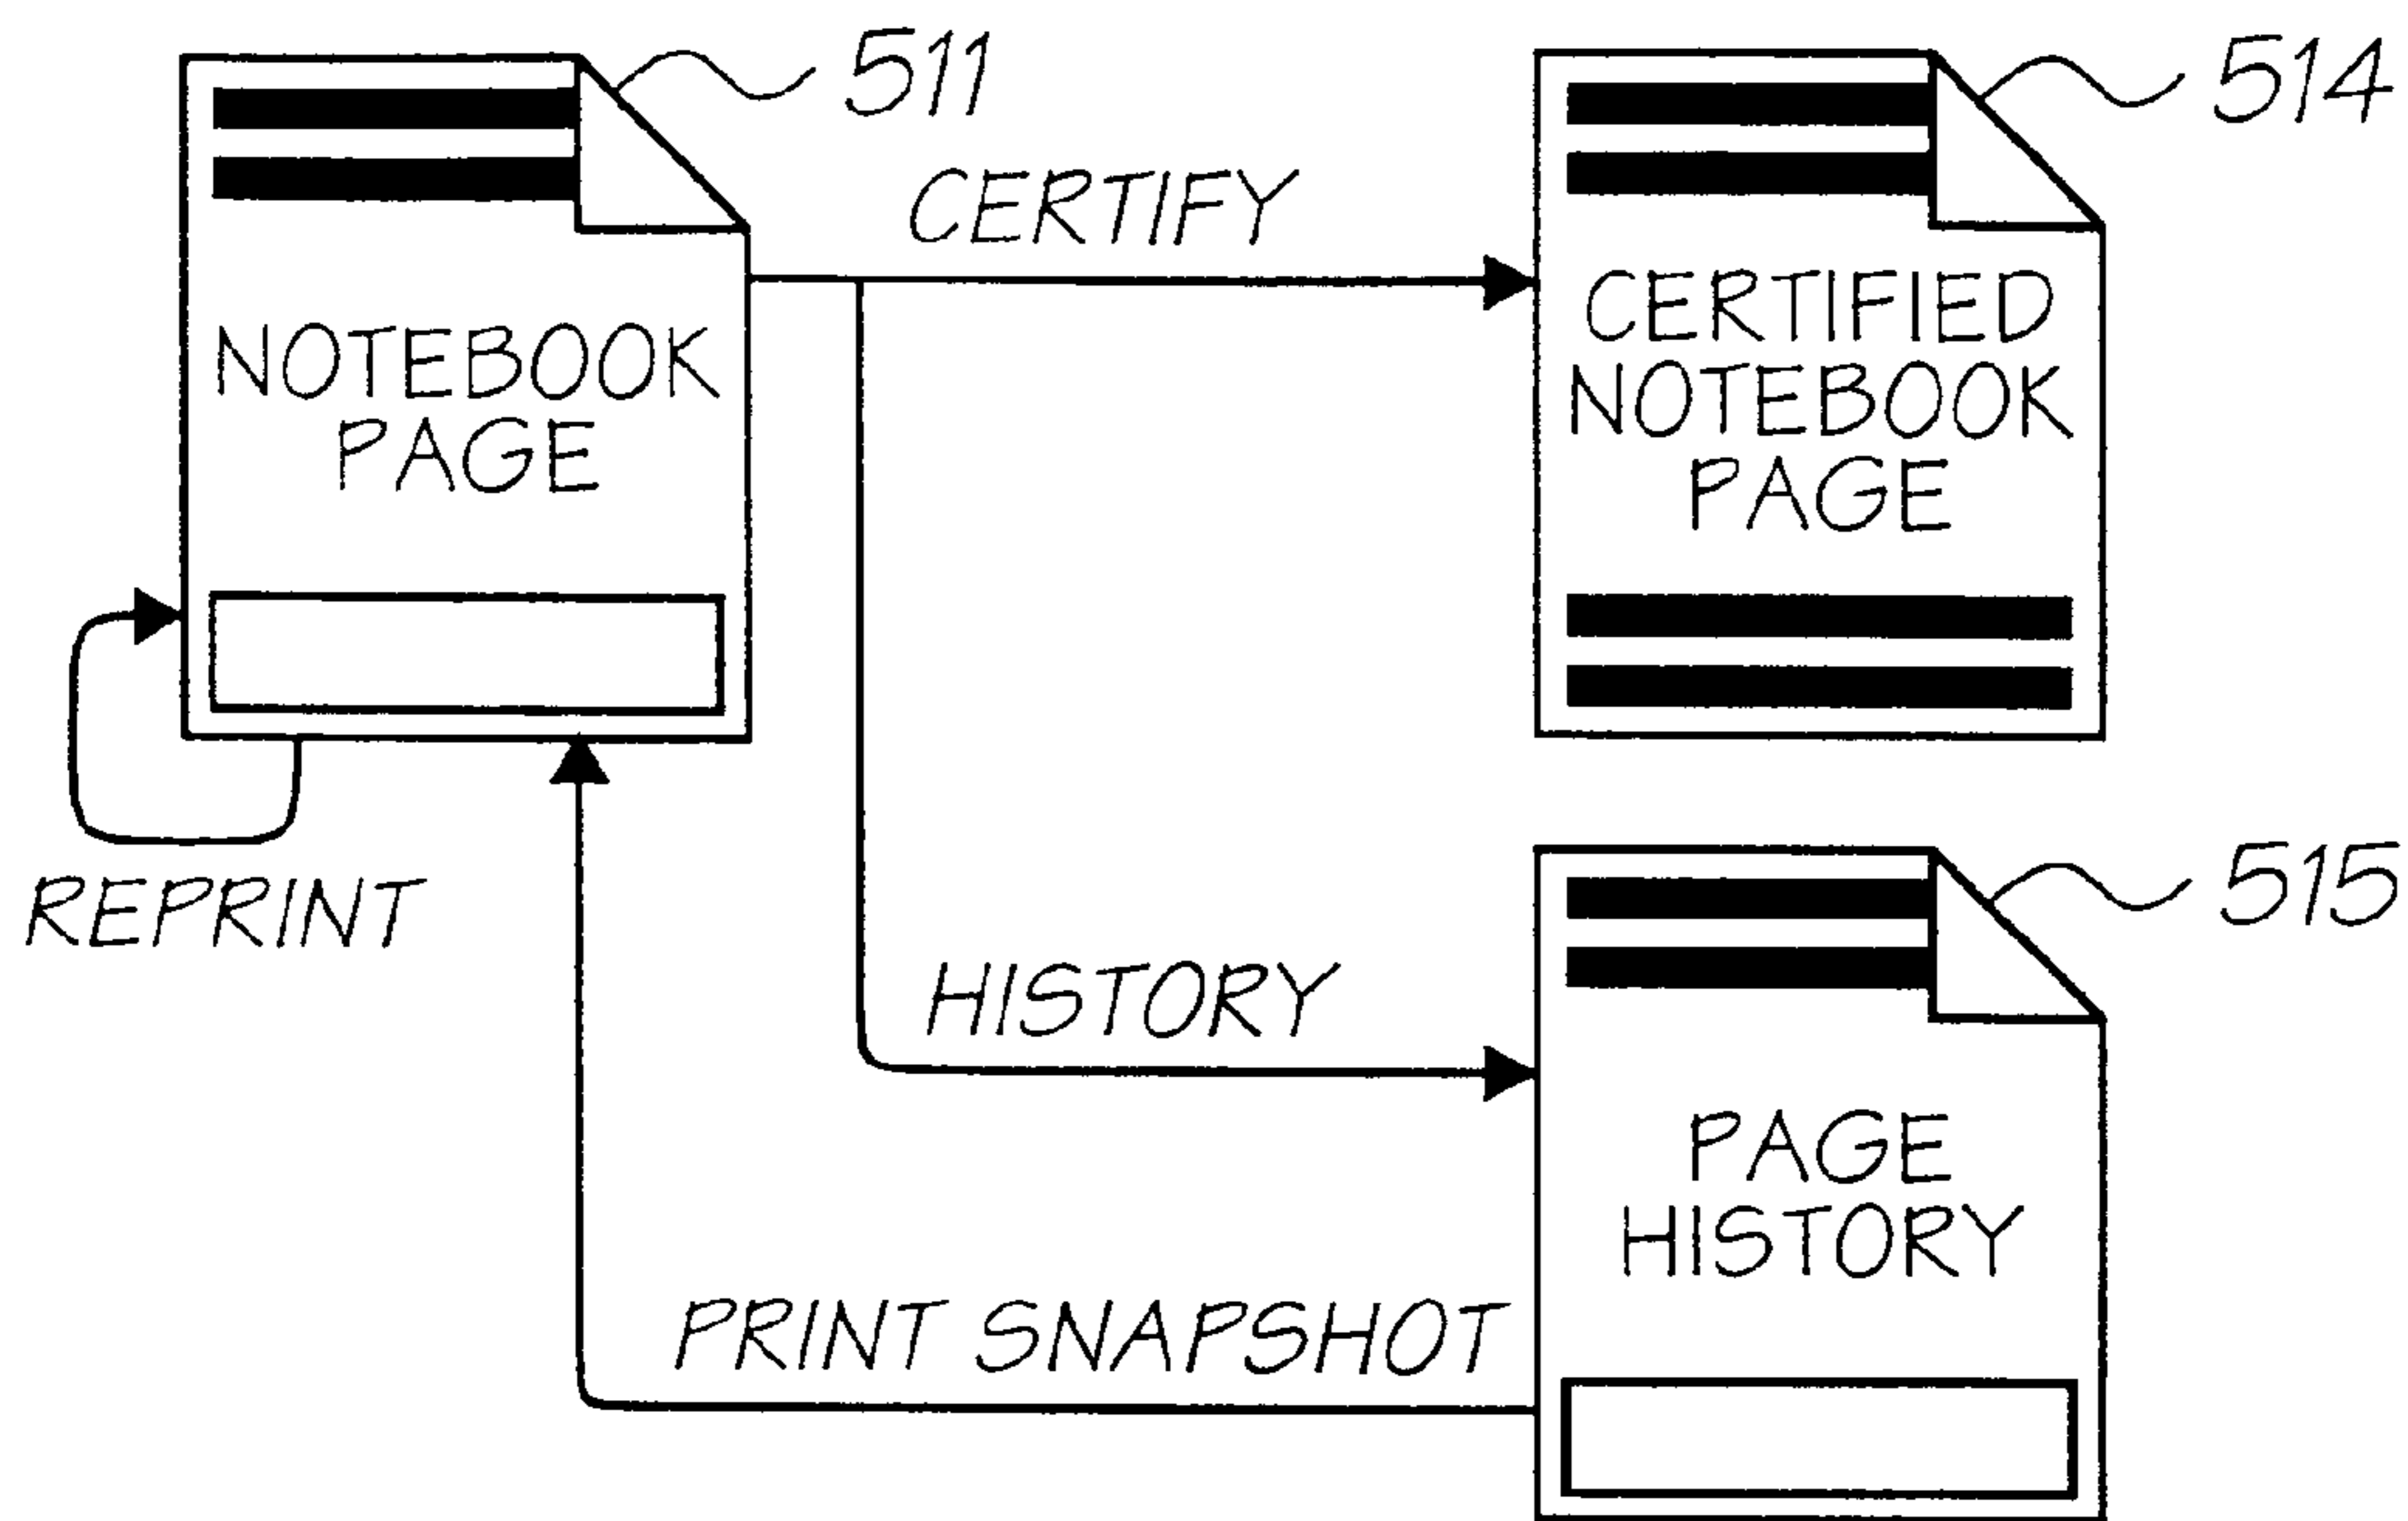 511
514
CERTIFY
NOTEBOOK
PAGE
CERTIFIED
NOTEBOOK
PAGE
REPRINT
515
HISTORY
PAGE
HISTORY
PRINT SNAPSHOT